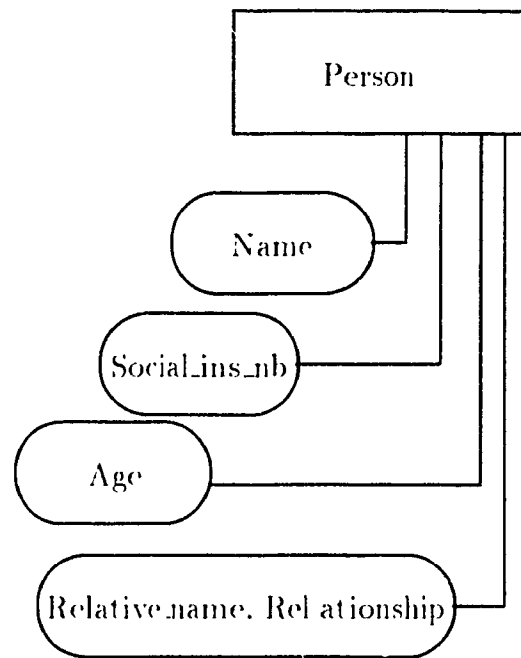 Person
Name
Social_ins_nb
Age
Relative_name. Relationship